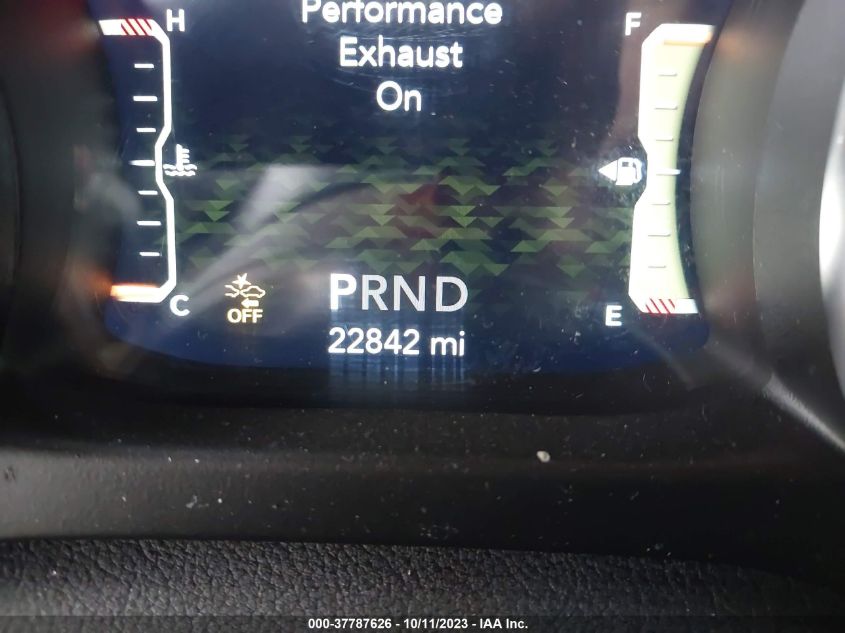 Performance
Exhaust
On
H
F
C
OFF
PRND
E
22842 mi
000-37787626 - 10/11/2023 - IAA Inc.